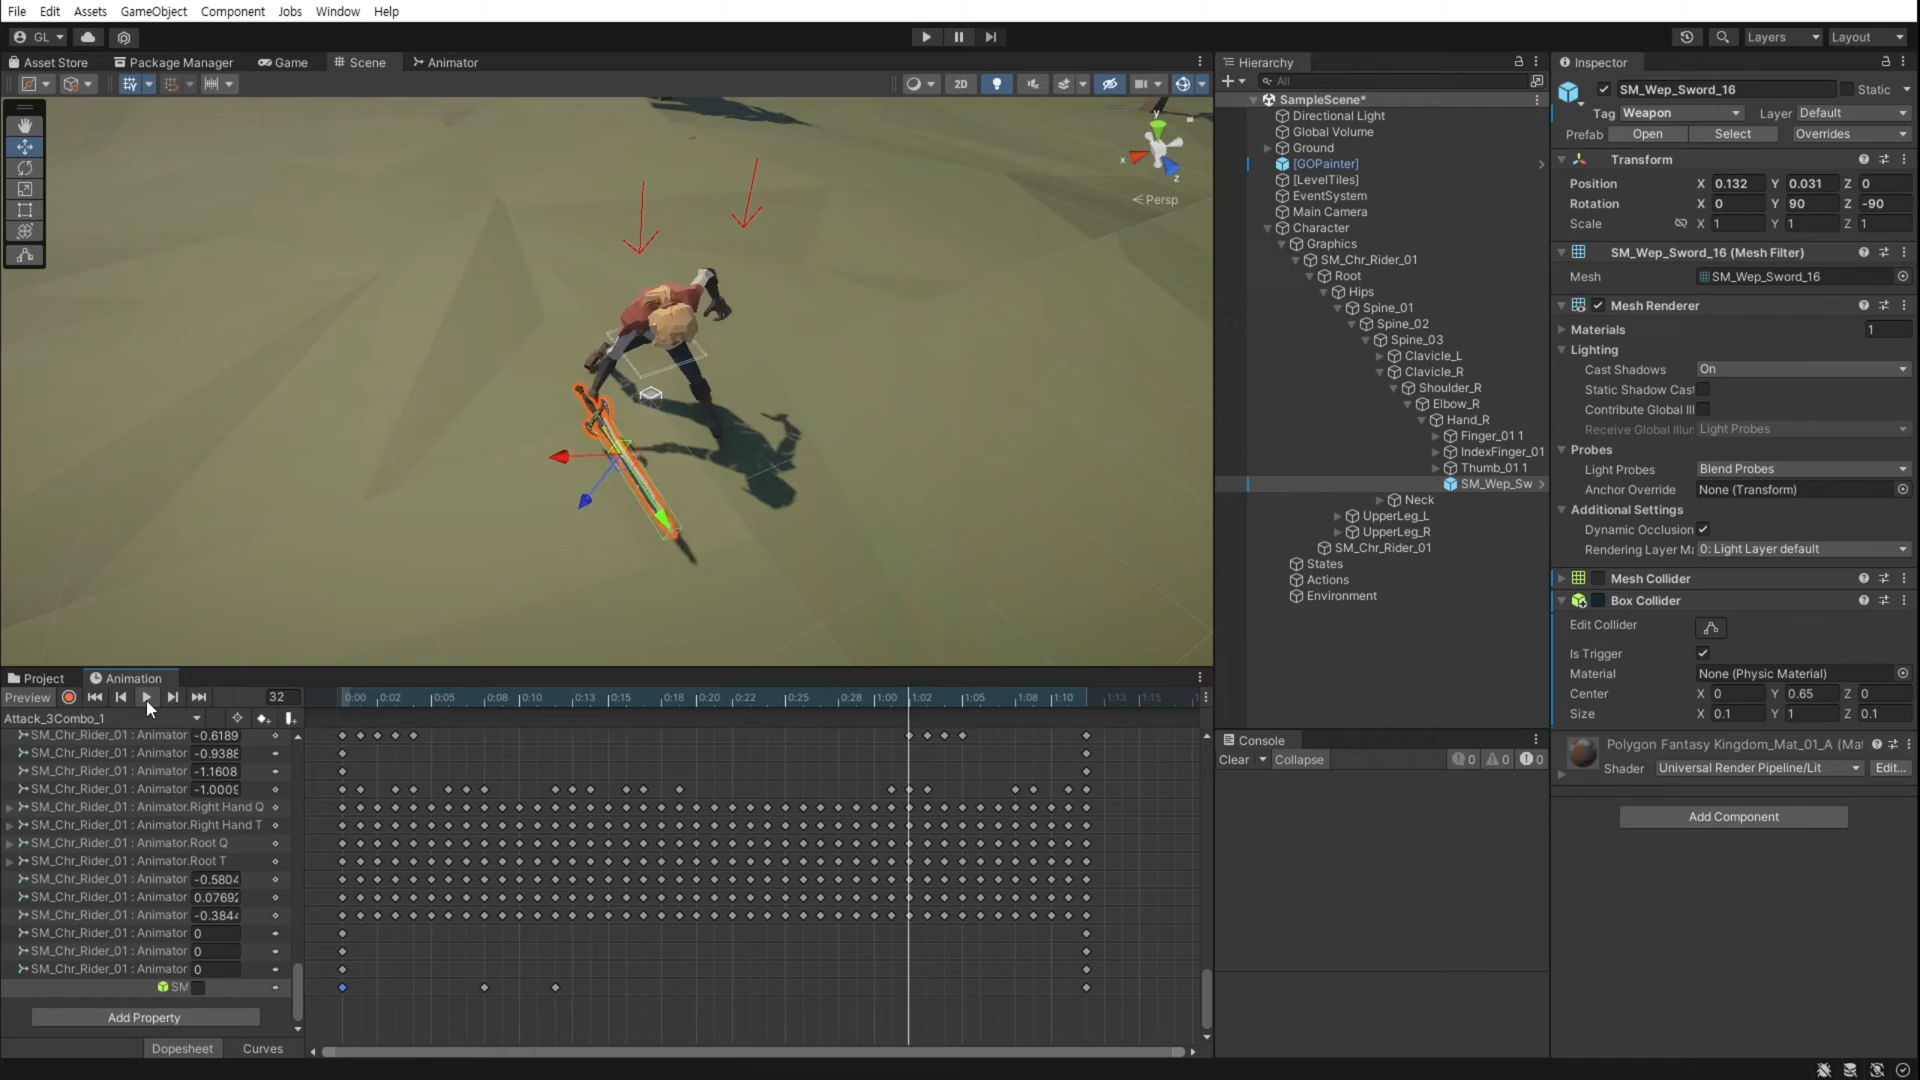 File Edit Assets GameObject Component Jobs Window Help
GL Layers Layout
Asset Store Package Manager Game Scene Animator
2D
y x z
Persp
Hierarchy
All
SampleScene*
Directional Light
Global Volume
Ground
[GOPainter]
[LevelTiles]
EventSystem
Main Camera
Character
Graphics
SM_Chr_Rider_01
Root
Hips
Spine_01
Spine_02
Spine_03
Clavicle_L
Clavicle_R
Shoulder_R
Elbow_R
Hand_R
Finger_01 1
IndexFinger_01
Thumb_01 1
SM_Wep_Sw
Neck
UpperLeg_L
UpperLeg_R
SM_Chr_Rider_01
States
Actions
Environment
Inspector
SM_Wep_Sword_16 Static
Tag Weapon Layer Default
Prefab Open Select Overrides
Transform
Position X 0.132 Y 0.031 Z 0
Rotation X 0 Y 90 Z -90
Scale X 1 Y 1 Z 1
SM_Wep_Sword_16 (Mesh Filter)
Mesh SM_Wep_Sword_16
Mesh Renderer
Materials 1
Lighting
Cast Shadows On
Static Shadow Cast
Contribute Global Ill
Receive Global Illun Light Probes
Probes
Light Probes Blend Probes
Anchor Override None (Transform)
Additional Settings
Dynamic Occlusion
Rendering Layer Ma 0: Light Layer default
Mesh Collider
Box Collider
Edit Collider
Is Trigger
Material None (Physic Material)
Center X 0 Y 0.65 Z 0
Size X 0.1 Y 1 Z 0.1
Polygon Fantasy Kingdom_Mat_01_A (Mat
Shader Universal Render Pipeline/Lit Edit...
Add Component
Project Animation
Preview 32 0:00 0:02 0:05 0:08 0:10 0:13 0:15 0:18 0:20 0:22 0:25 0:28 1:00 1:02 1:05 1:08 1:10 1:13 1:15
Attack_3Combo_1
SM_Chr_Rider_01 : Animator -0.6189
SM_Chr_Rider_01 : Animator -0.9388
SM_Chr_Rider_01 : Animator -1.1608
SM_Chr_Rider_01 : Animator -1.0009
SM_Chr_Rider_01 : Animator.Right Hand Q
SM_Chr_Rider_01 : Animator.Right Hand T
SM_Chr_Rider_01 : Animator.Root Q
SM_Chr_Rider_01 : Animator.Root T
SM_Chr_Rider_01 : Animator -0.5804
SM_Chr_Rider_01 : Animator 0.07692
SM_Chr_Rider_01 : Animator -0.3844
SM_Chr_Rider_01 : Animator 0
SM_Chr_Rider_01 : Animator 0
SM_Chr_Rider_01 : Animator 0
SM
Add Property
Dopesheet Curves
Console
Clear Collapse 0 0 0